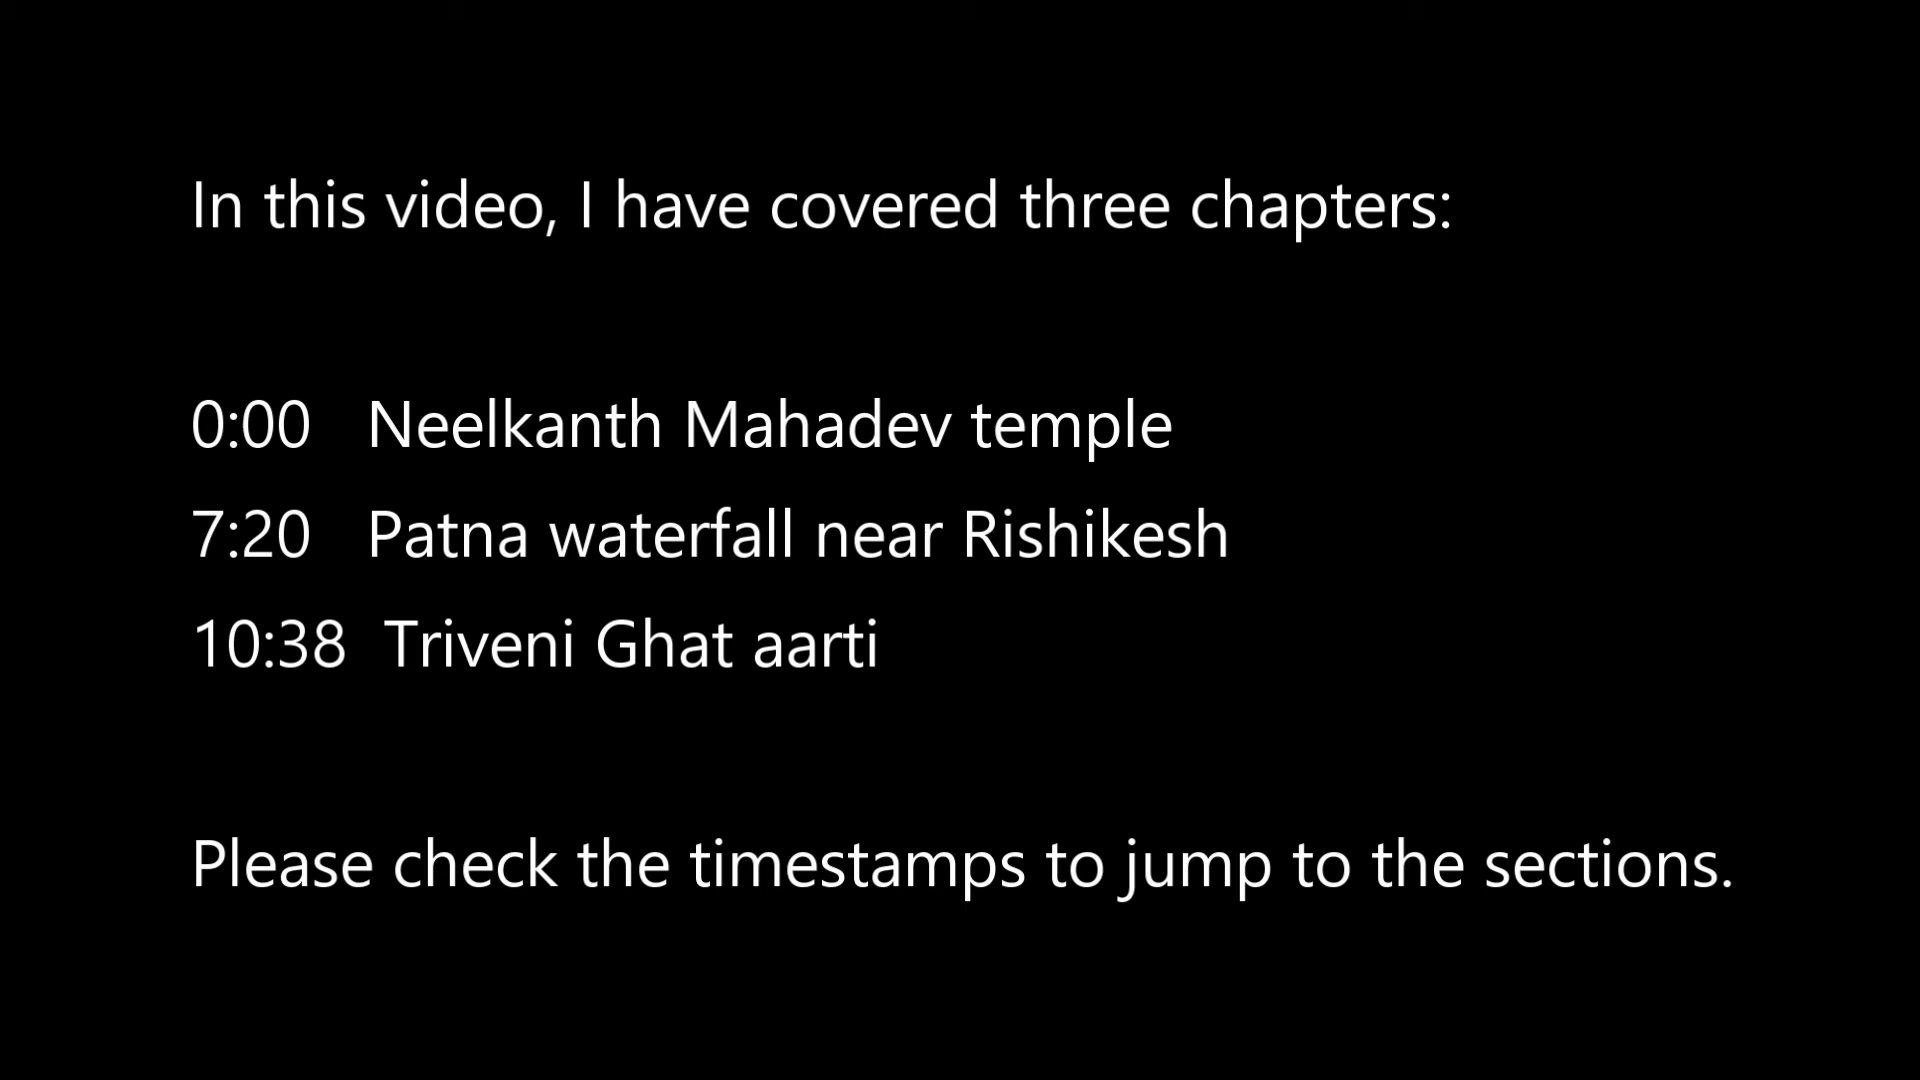 In this video, I have covered three chapters:
0:00 Neelkanth Mahadev temple
7:20 Patna waterfall near Rishikesh
10:38 Triveni Ghat aarti
Please check the timestamps to jump to the sections.